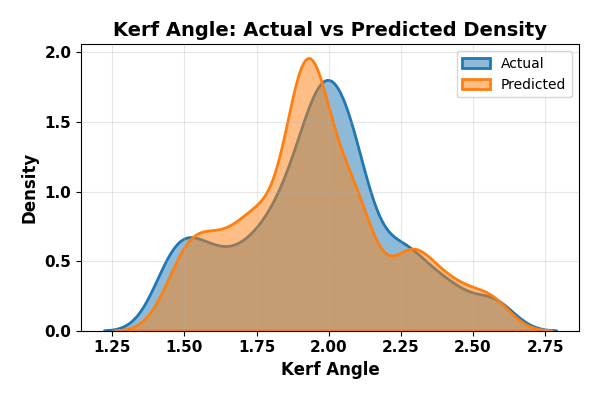 Kerf Angle: Actual vs Predicted Density
Actual
Predicted
Density
2.0
1.5
1.0
0.5
0.0
1.25 1.50 1.75 2.00 2.25 2.50 2.75
Kerf Angle